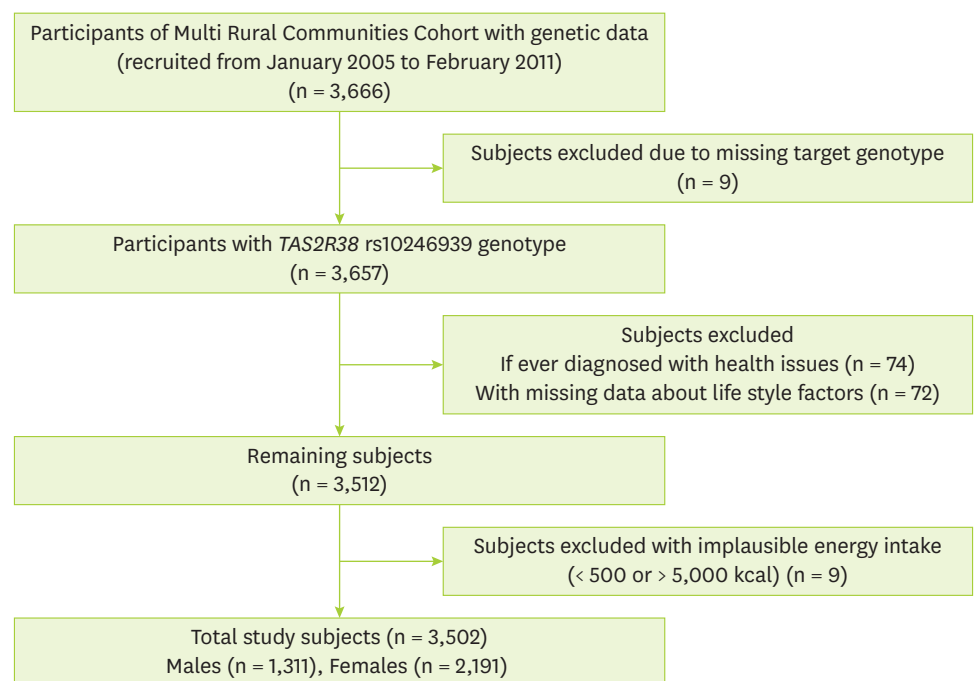 Participants of Multi Rural Communities Cohort with genetic data
(recruited from January 2005 to February 2011)
(n = 3,666)
Subjects excluded due to missing target genotype
(n = 9)
Participants with TAS2R38 rs10246939 genotype
(n = 3,657)
Subjects excluded
If ever diagnosed with health issues (n = 74)
With missing data about life style factors (n = 72)
Remaining subjects
(n = 3,512)
Subjects excluded with implausible energy intake
(< 500 or > 5,000 kcal) (n = 9)
Total study subjects (n = 3,502)
Males (n = 1,311), Females (n = 2,191)